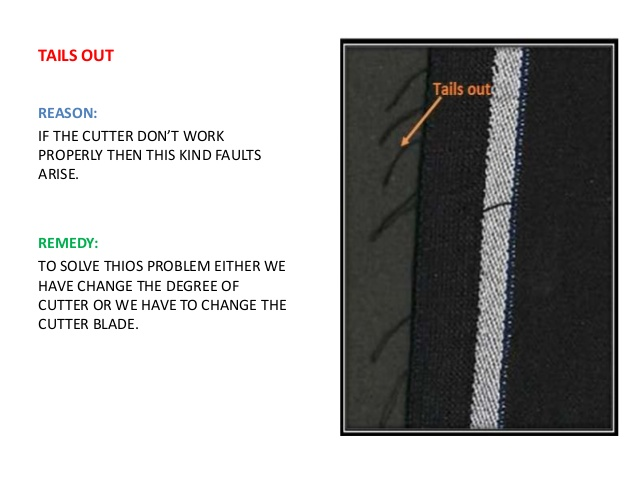 TAILS OUT
REASON:
IF THE CUTTER DON'T WORK
PROPERLY THEN THIS KIND FAULTS
ARISE.
REMEDY:
TO SOLVE THIOS PROBLEM EITHER WE
HAVE CHANGE THE DEGREE OF
CUTTER OR WE HAVE TO CHANGE THE
CUTTER BLADE.
Tails out